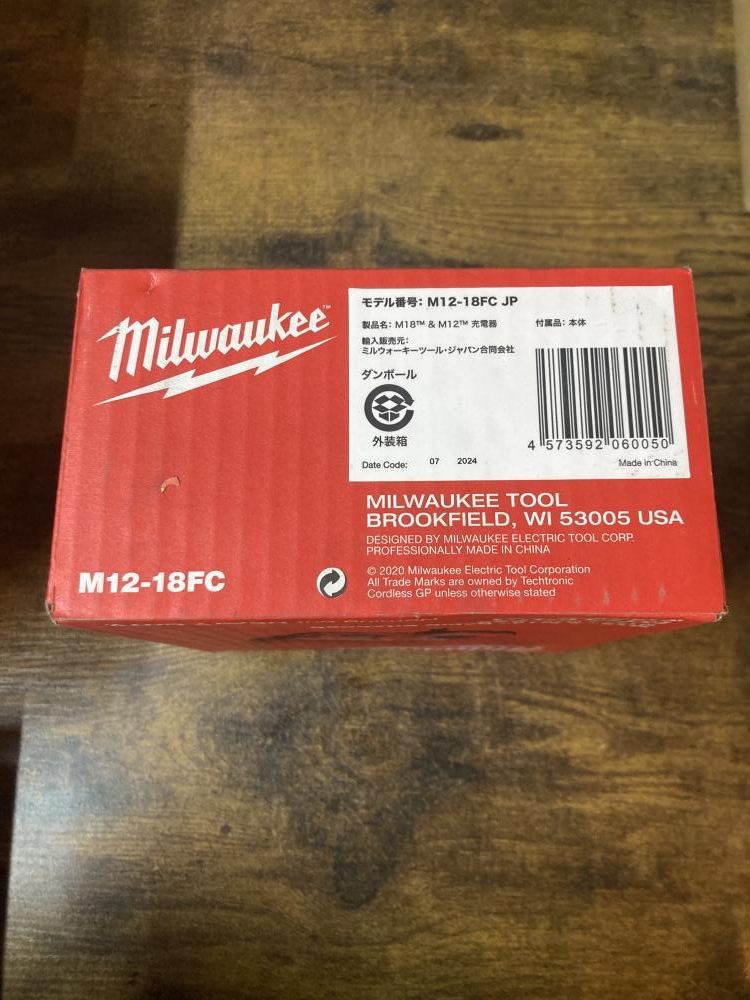 Milwaukee™
モデル番号: M12-18FC JP
製品名: M18™ & M12™ 充電器 付属品: 本体
輸入販売元:
ミルウォーキーツール・ジャパン合同会社
ダンボール
外装箱
4 573592 060050
Date Code: 07 2024 Made in China
MILWAUKEE TOOL
BROOKFIELD, WI 53005 USA
DESIGNED BY MILWAUKEE ELECTRIC TOOL CORP.
PROFESSIONALLY MADE IN CHINA
M12-18FC
© 2020 Milwaukee Electric Tool Corporation
All Trade Marks are owned by Techtronic
Cordless GP unless otherwise stated